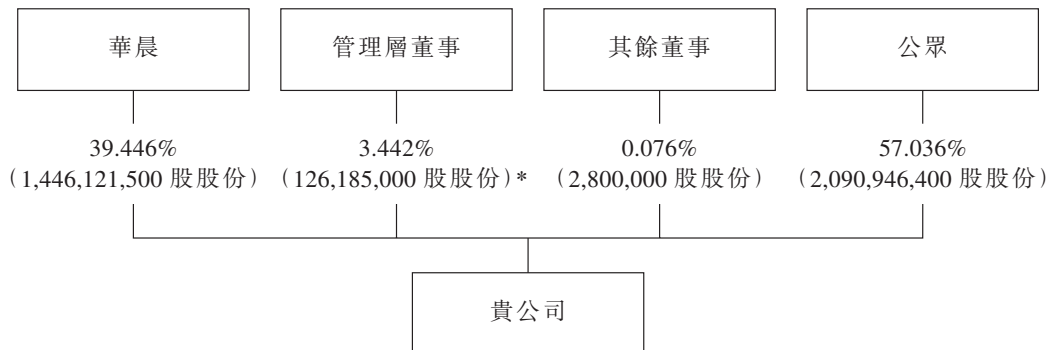 華晨
管理層董事
其餘董事
公眾
39.446%
（1,446,121,500 股股份）
3.442%
（126,185,000 股股份）*
0.076%
（2,800,000 股股份）
57.036%
（2,090,946,400 股股份）
貴公司